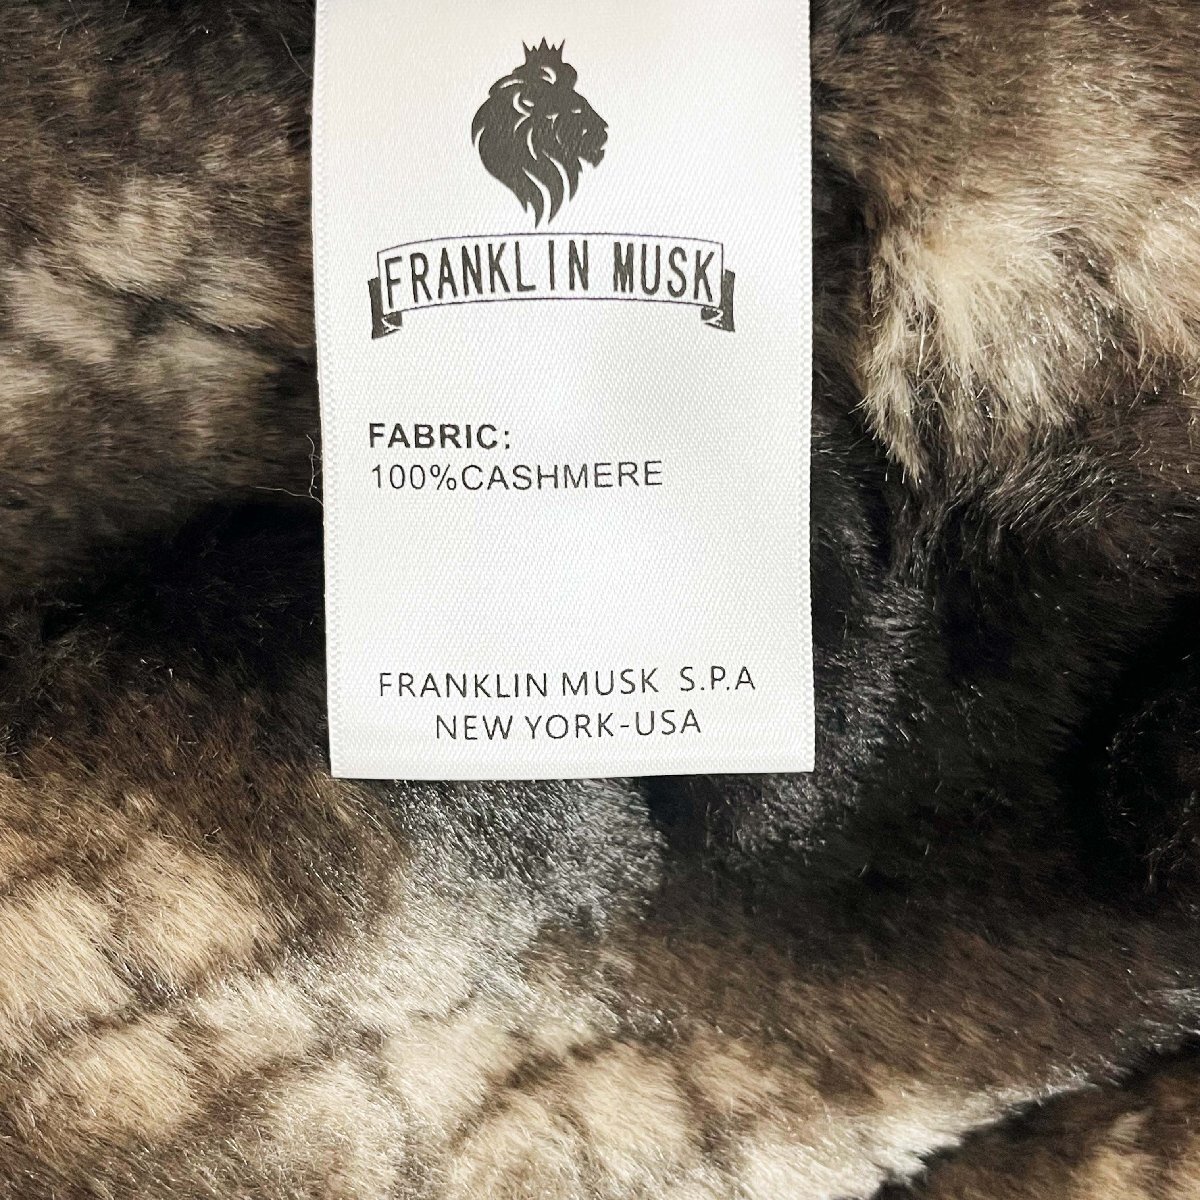 FRANKLIN MUSK
FABRIC:
100%CASHMERE
FRANKLIN MUSK S.P.A
NEW YORK-USA